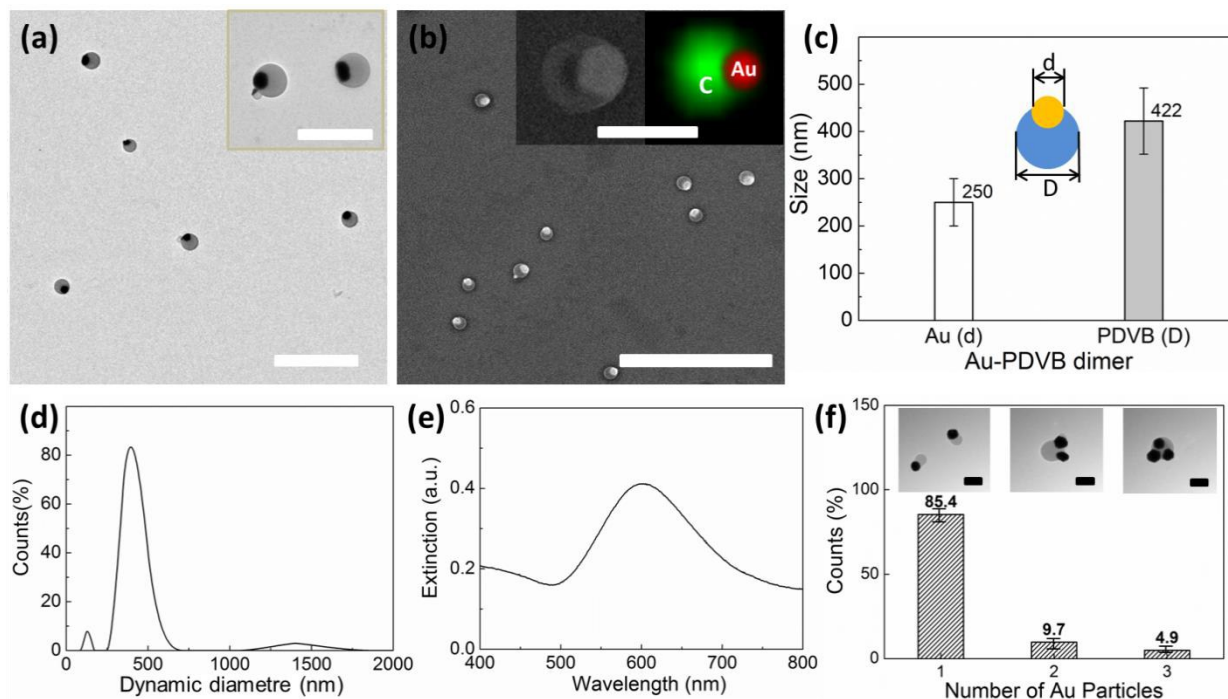 (a)
(b)
C
Au
(c)
Size (nm)
500
400
300
200
100
0
d
D
250
422
Au (d)
PDVB (D)
Au-PDVB dimer
(d)
Counts(%)
80
60
40
20
0
0
500
1000
1500
2000
Dynamic diametre (nm)
(e)
Extinction (a.u.)
0.6
0.4
0.2
0.0
400
500
600
700
800
Wavelength (nm)
(f)
Counts (%)
150
100
50
0
85.4
9.7
4.9
1
2
3
Number of Au Particles